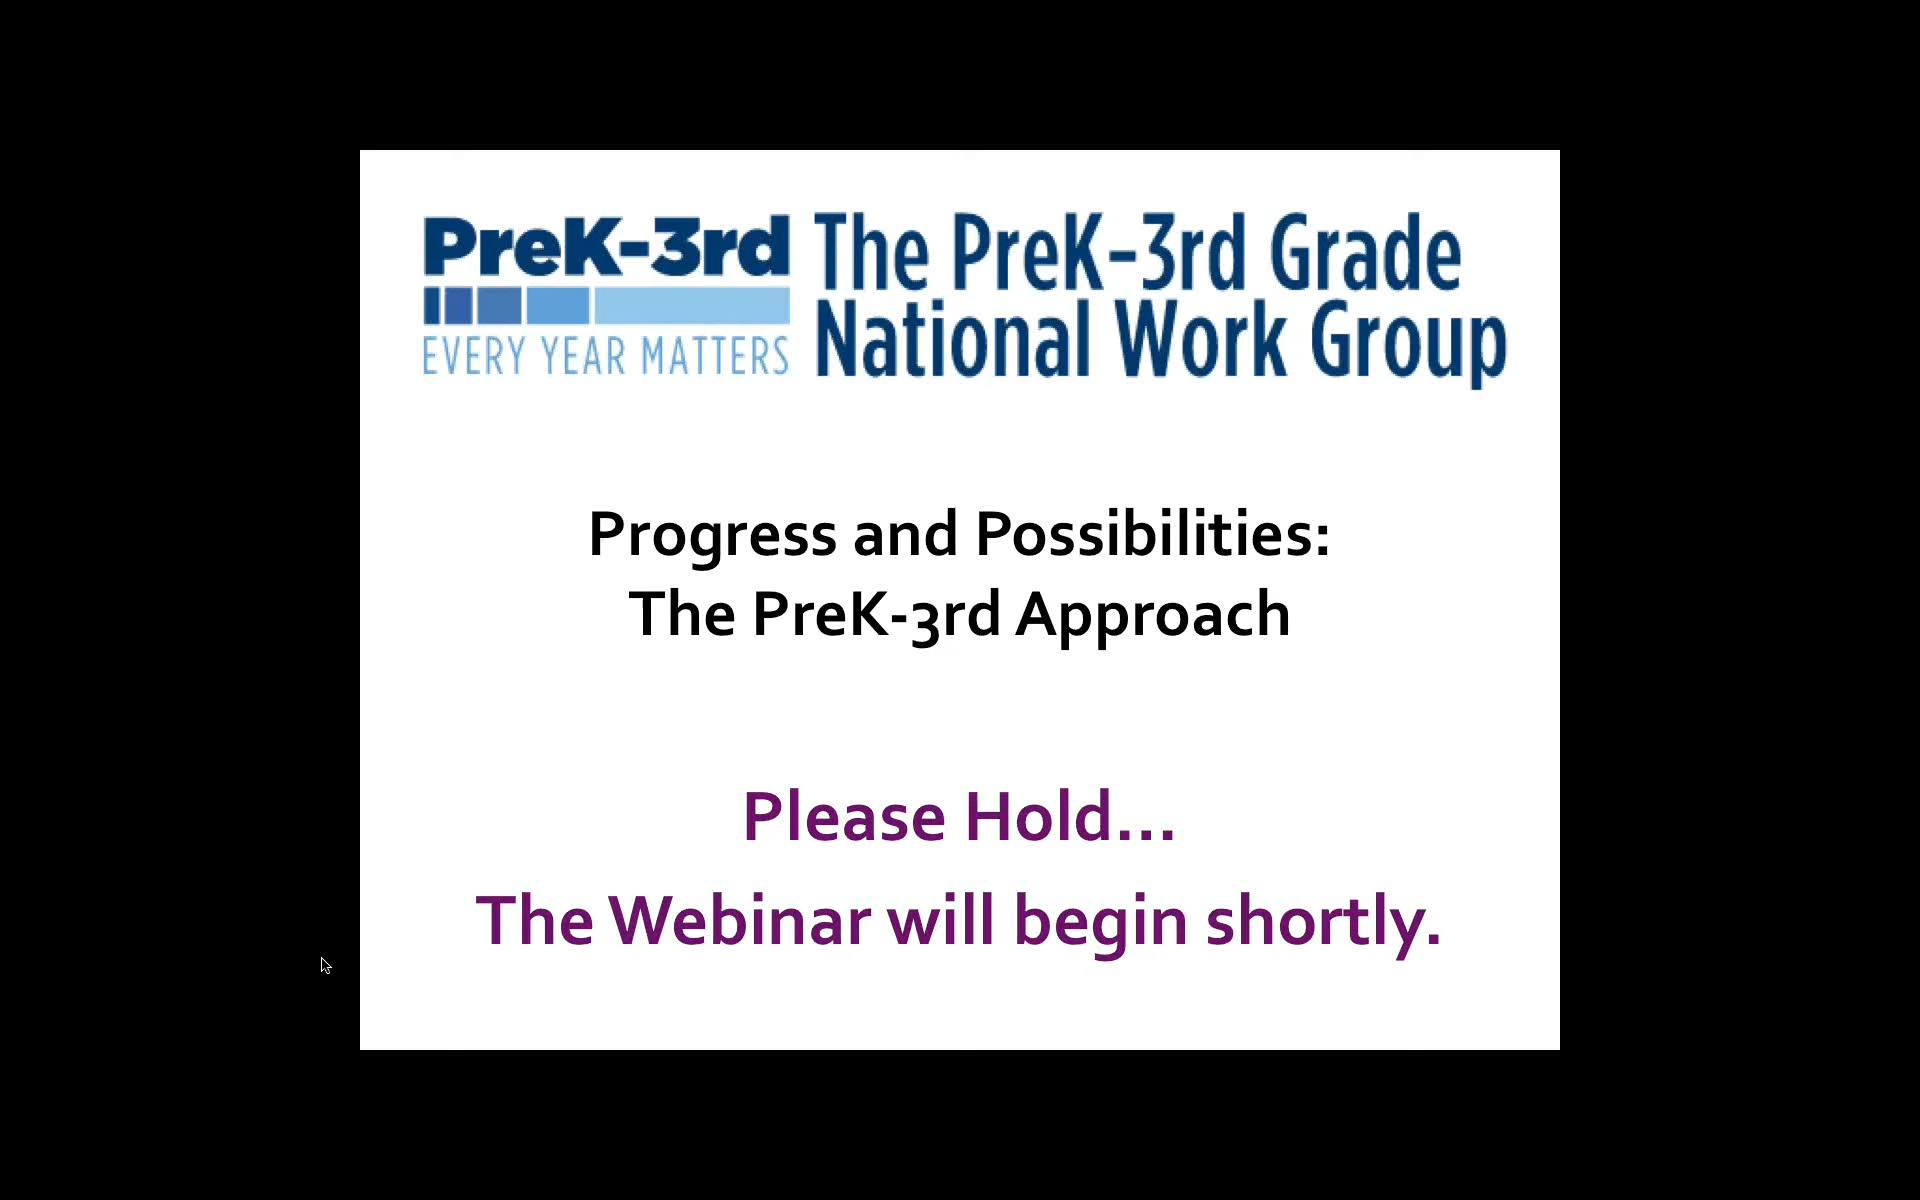 PreK-3rd
EVERY YEAR MATTERS
The PreK-3rd Grade
National Work Group
Progress and Possibilities:
The PreK-3rd Approach
Please Hold...
The Webinar will begin shortly.